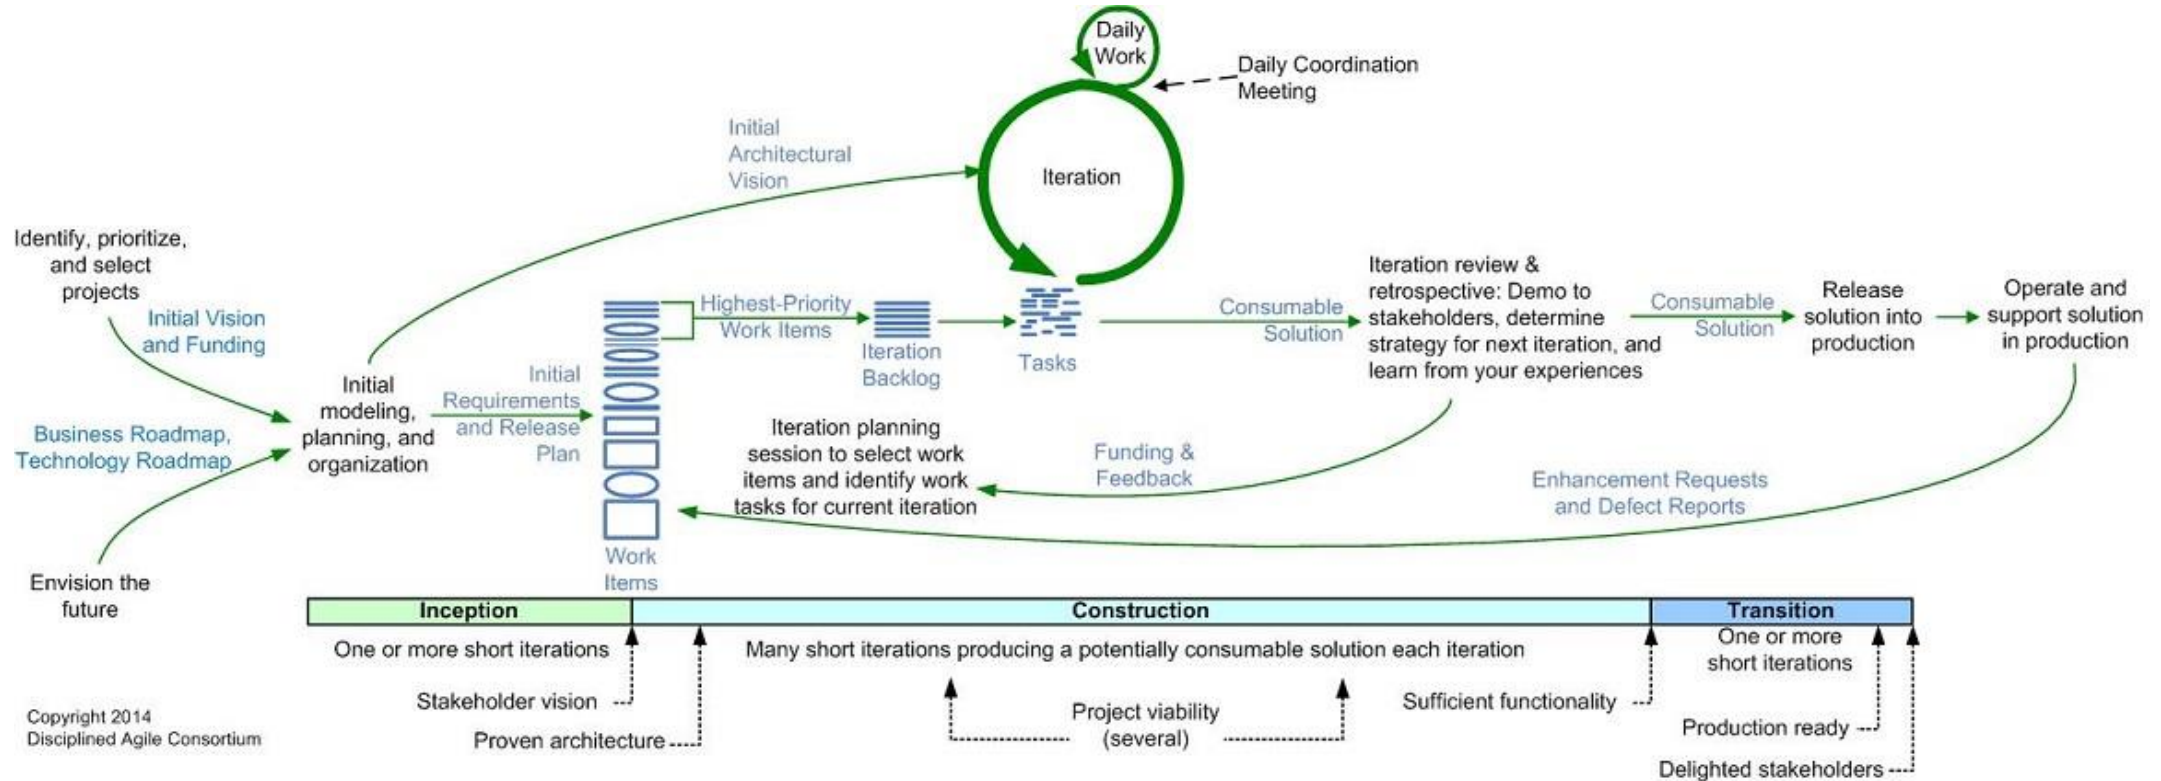 Daily
Work
Daily Coordination
Meeting
Initial
Architectural
Vision
Iteration
Identify, prioritize,
and select
projects
Initial Vision
and Funding
Business Roadmap,
Technology Roadmap
Envision the
future
Initial
modeling,
planning, and
organization
Initial
Requirements
and Release
Plan
Work
Items
Highest-Priority
Work Items
Iteration
Backlog
Tasks
Iteration planning
session to select work
items and identify work
tasks for current iteration
Consumable
Solution
Iteration review &
retrospective: Demo to
stakeholders, determine
strategy for next iteration, and
learn from your experiences
Funding &
Feedback
Consumable
Solution
Release
solution into
production
Operate and
support solution
in production
Enhancement Requests
and Defect Reports
Inception
Construction
Transition
One or more short iterations
Many short iterations producing a potentially consumable solution each iteration
One or more
short iterations
Stakeholder vision
Proven architecture
Project viability
(several)
Sufficient functionality
Production ready
Delighted stakeholders
Copyright 2014
Disciplined Agile Consortium